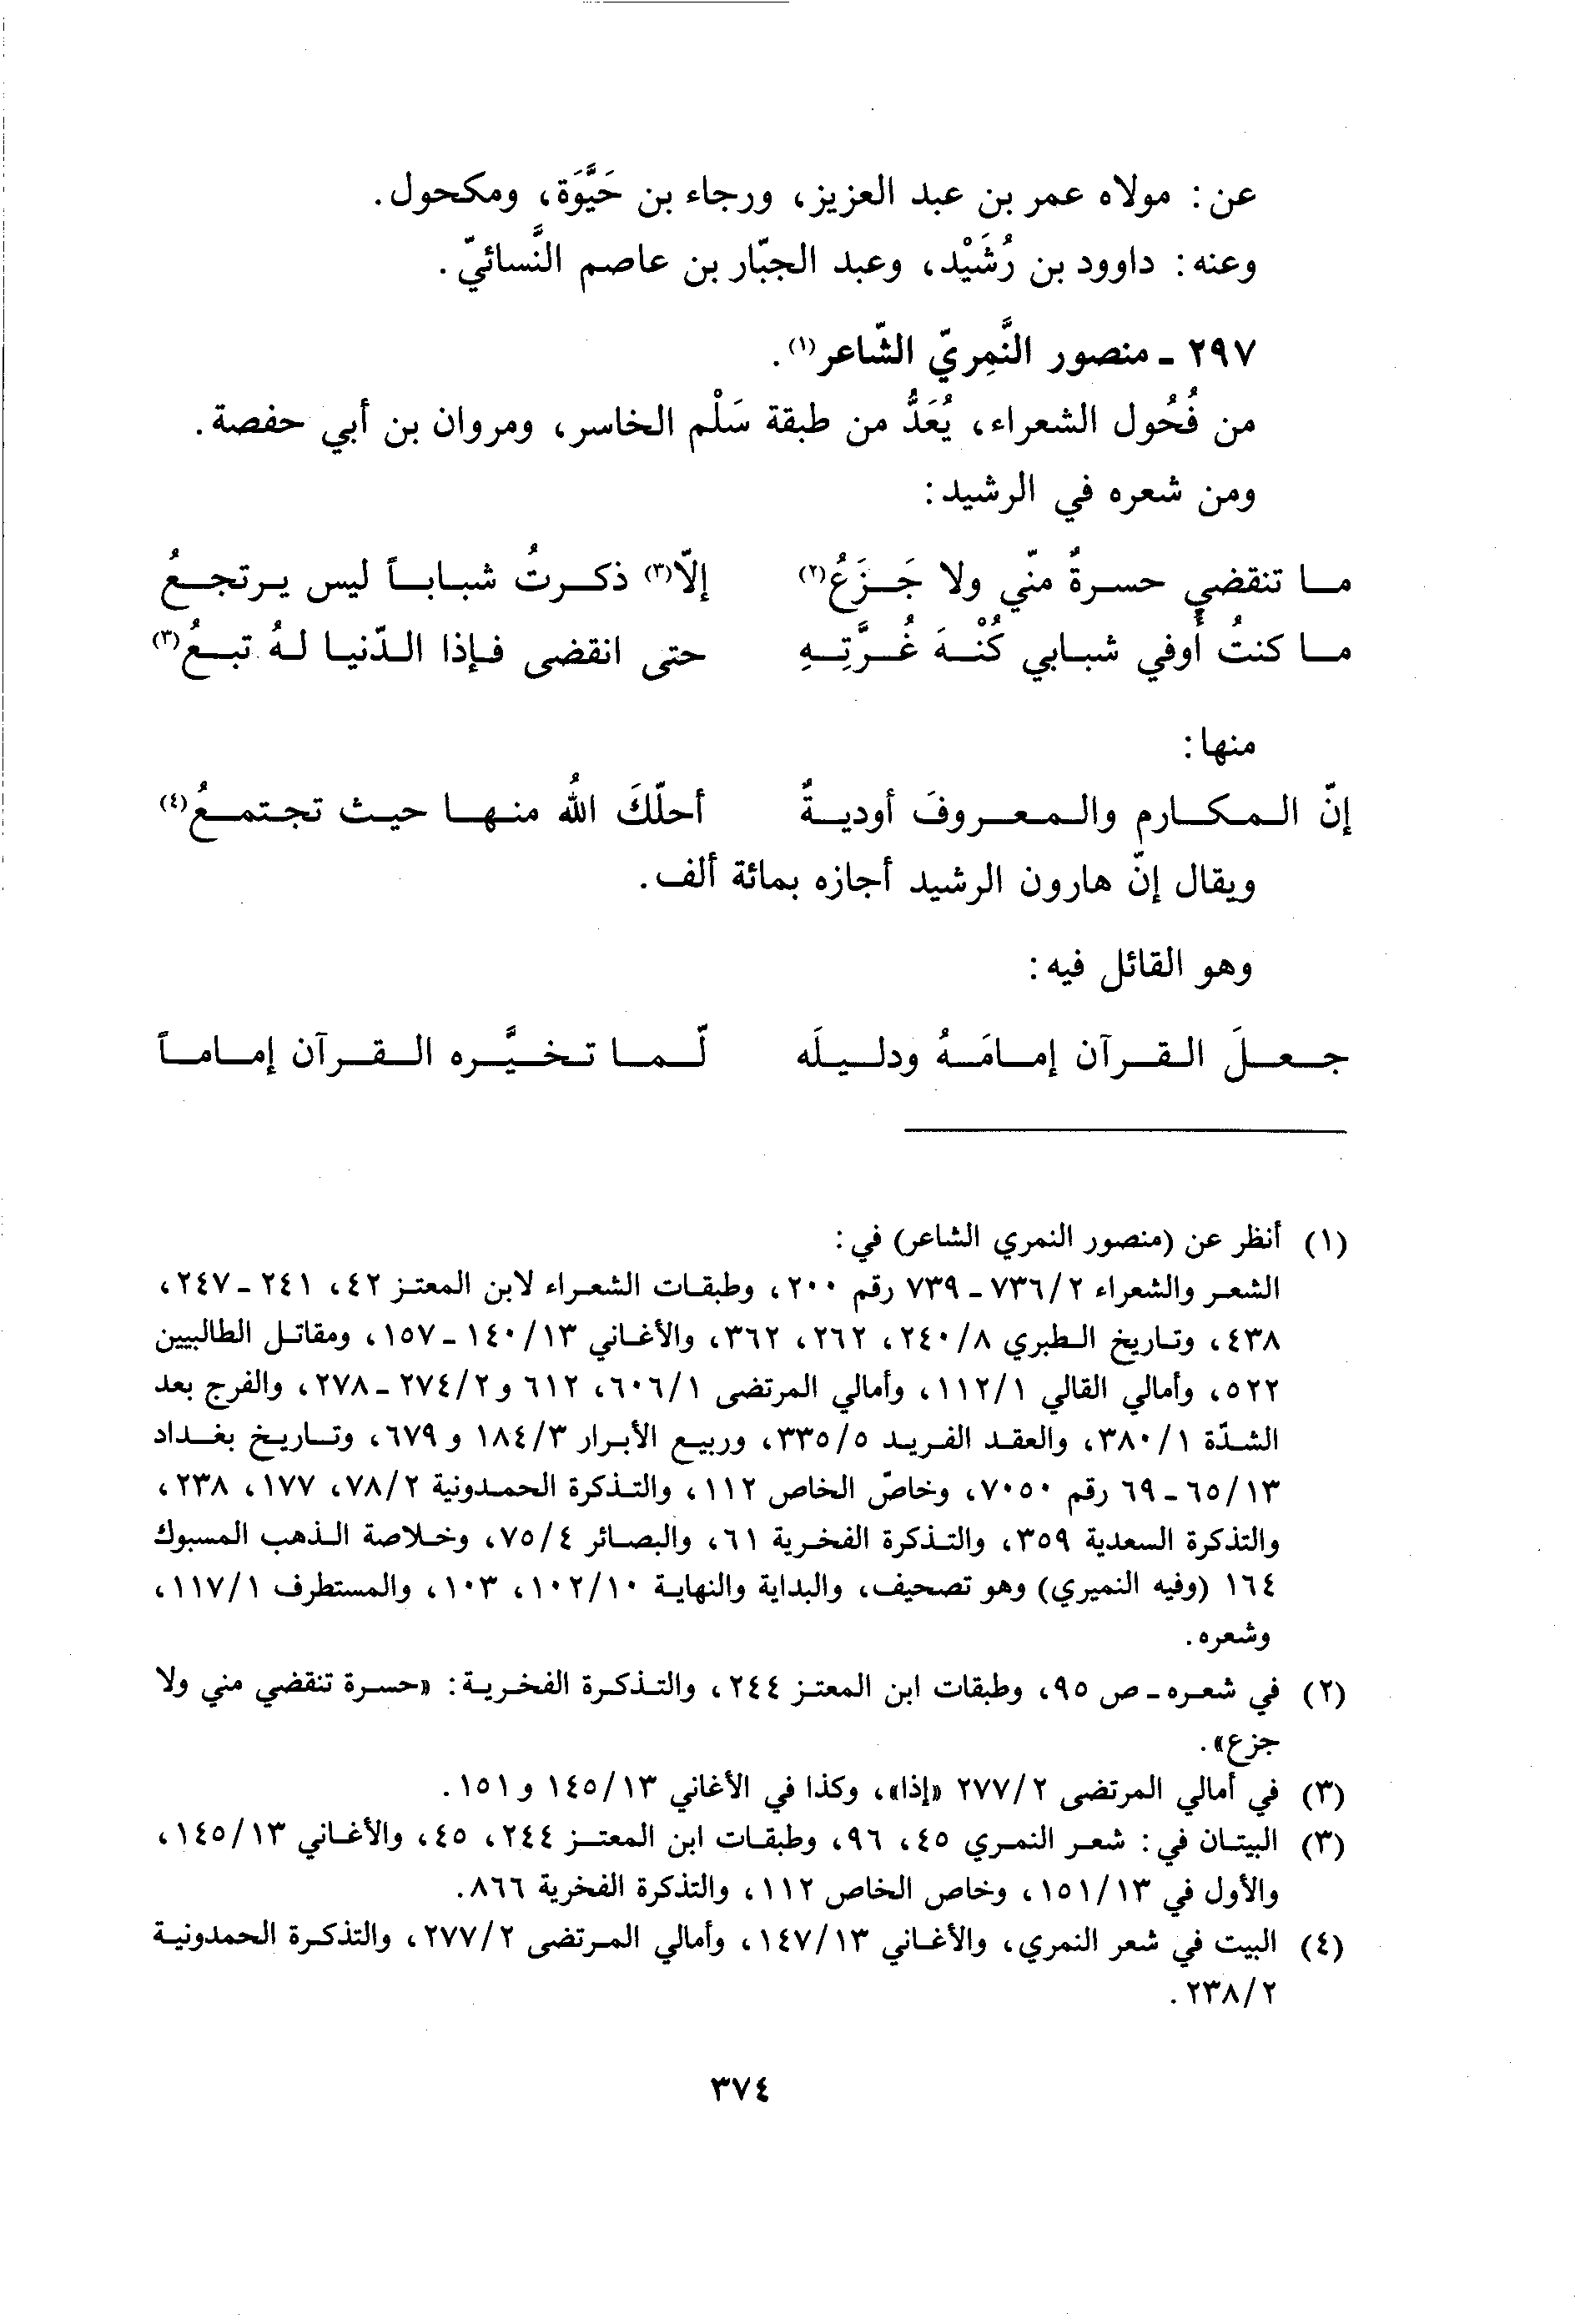 عن: مولاه عمر بن عبد العزيز، ورجاء بن حَيَّوَة، ومكحول.
وعنه: داوود بن رُشَيْد، وعبد الجبّار بن عاصم النَّسائيّ.
٢٩٧ - منصور النَّمِريّ الشّاعر(١).
من فُحُول الشعراء، يُعَدُّ من طبقة سَلْم الخاسر، ومروان بن أبي حفصة.
ومن شعره في الرشيد:
ما تنقضي حسرةٌ منّي ولا جَزَعُ(٢) إلّا(٣) ذكرتُ شباباً ليس يرتجعُ
ما كنتُ أُوفي شبابي كُنْهَ غُرَّتِهِ حتى انقضى فإذا الدّنيا لهُ تبعُ(٣)
منها:
إنّ المكارم والمعروفَ أوديةٌ أحلّكَ اللهُ منها حيث تجتمعُ(٤)
ويقال إنّ هارون الرشيد أجازه بمائة ألف.
وهو القائل فيه:
جعلَ القرآن إمامَهُ ودليلَه لّما تخيَّره القرآن إماماً
(١) أنظر عن (منصور النمري الشاعر) في:
الشعر والشعراء ٧٣٦/٢ - ٧٣٩ رقم ٢٠٠، وطبقات الشعراء لابن المعتز ٤٢، ٢٤١ - ٢٤٧،
٤٣٨، وتاريخ الطبري ٢٤٠/٨، ٢٦٢، ٣٦٢، والأغاني ١٤٠/١٣ - ١٥٧، ومقاتل الطالبيين
٥٢٢، وأمالي القالي ١١٢/١، وأمالي المرتضى ٦٠٦/١، ٦١٢ و ٢٧٤/٢ - ٢٧٨، والفرج بعد
الشدّة ٣٨٠/١، والعقد الفريد ٣٣٥/٥، وربيع الأبرار ١٨٤/٣ و ٦٧٩، وتاريخ بغداد
٦٥/١٣ - ٦٩ رقم ٧٠٥٠، وخاصّ الخاص ١١٢، والتذكرة الحمدونية ٧٨/٢، ١٧٧، ٢٣٨،
والتذكرة السعدية ٣٥٩، والتذكرة الفخرية ٦١، والبصائر ٧٥/٤، وخلاصة الذهب المسبوك
١٦٤ (وفيه النميري) وهو تصحيف، والبداية والنهاية ١٠٢/١٠، ١٠٣، والمستطرف ١١٧/١،
وشعره.
(٢) في شعره - ص ٩٥، وطبقات ابن المعتز ٢٤٤، والتذكرة الفخرية: «حسرة تنقضي مني ولا
جزع».
(٣) في أمالي المرتضى ٢٧٧/٢ «إذا»، وكذا في الأغاني ١٤٥/١٣ و ١٥١.
(٣) البيتان في: شعر النمري ٤٥، ٩٦، وطبقات ابن المعتز ٢٤٤، ٤٥، والأغاني ١٤٥/١٣،
والأول في ١٥١/١٣، وخاص الخاص ١١٢، والتذكرة الفخرية ٨٦٦.
(٤) البيت في شعر النمري، والأغاني ١٤٧/١٣، وأمالي المرتضى ٢٧٧/٢، والتذكرة الحمدونية
٢٣٨/٢.
٣٧٤